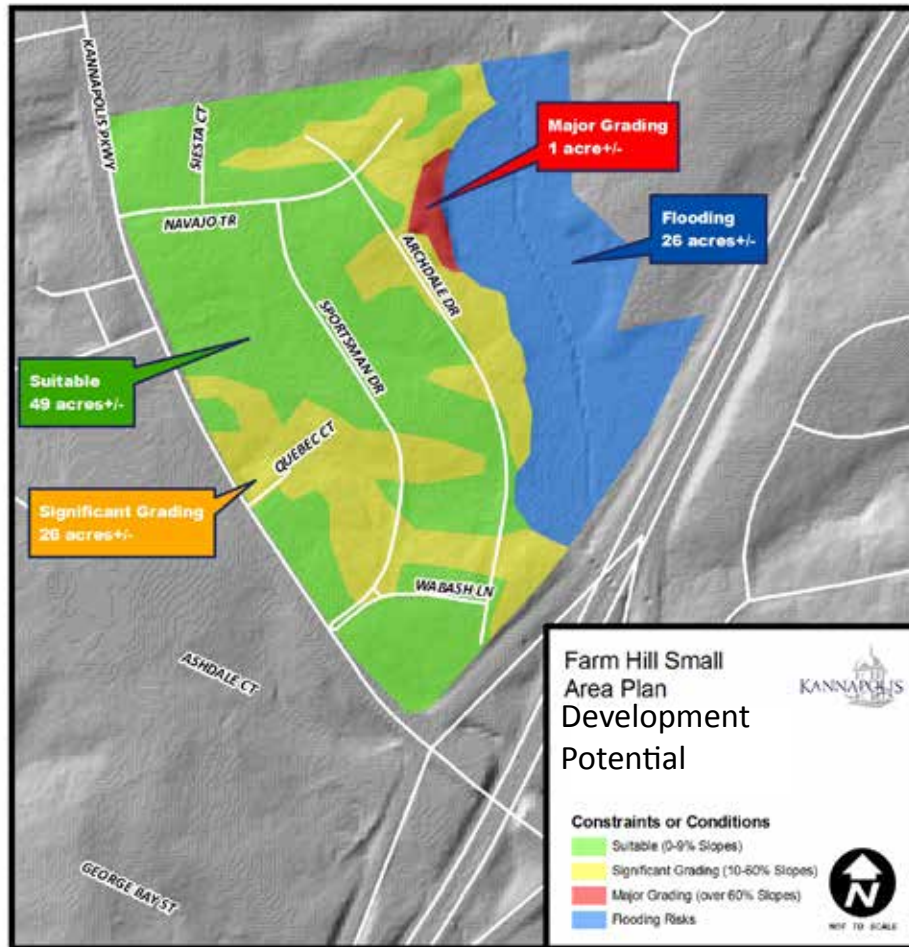 KANNAPOLIS PKWY
SIESTA CT
NAVAJO TR
Major Grading
1 acre+/-
Flooding
26 acres+/-
ARCHDALE DR
SPORTSMAN DR
Suitable
49 acres+/-
QUEBEC CT
Significant Grading
26 acres+/-
WABASH LN
ASHDALE CT
GEORGE BAY ST
Farm Hill Small
Area Plan
KANNAPOLIS
Development
Potential
Constraints or Conditions
Suitable (0-9% Slopes)
Significant Grading (10-60% Slopes)
Major Grading (over 60% Slopes)
Flooding Risks
N
NOT TO SCALE